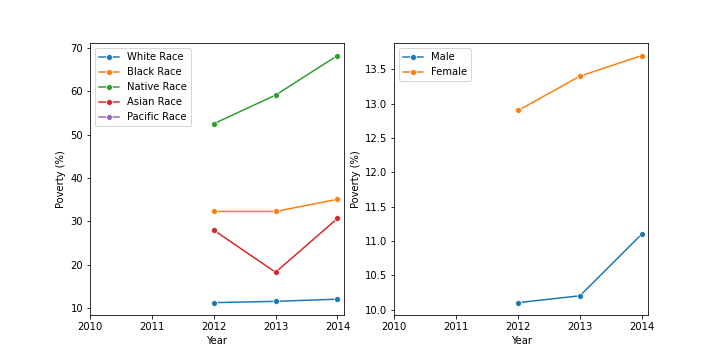 White Race
Black Race
Native Race
Asian Race
Pacific Race
70
60
50
40
30
20
10
Poverty (%)
2010 2011 2012 2013 2014
Year
Male
Female
13.5
13.0
12.5
12.0
11.5
11.0
10.5
10.0
Poverty (%)
2010 2011 2012 2013 2014
Year